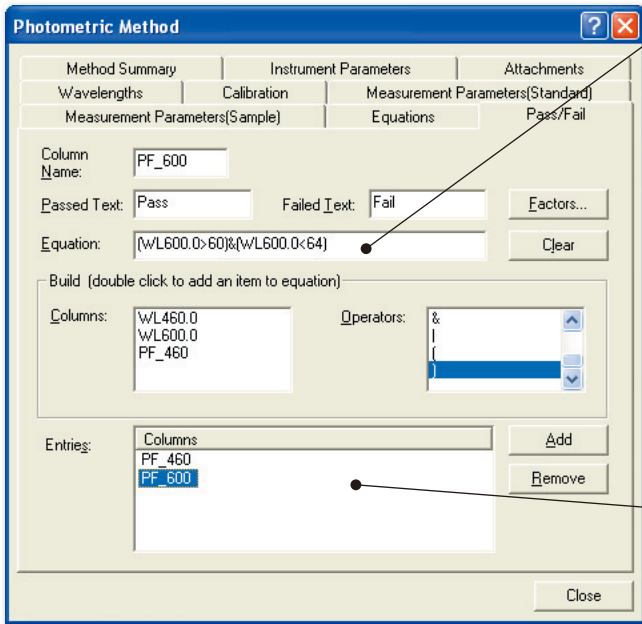 Photometric Method
Method Summary Instrument Parameters Attachments
Wavelengths Calibration Measurement Parameters(Standard)
Measurement Parameters(Sample) Equations Pass/Fail
Column Name: PF_600
Passed Text: Pass Failed Text: Fail Factors...
Equation: (WL600.0>60)&(WL600.0<64) Clear
Build (double click to add an item to equation)
Columns: WL460.0 Operators: &
WL600.0 |
PF_460 (
)
Entries: Columns Add
PF_460
PF_600 Remove
Close